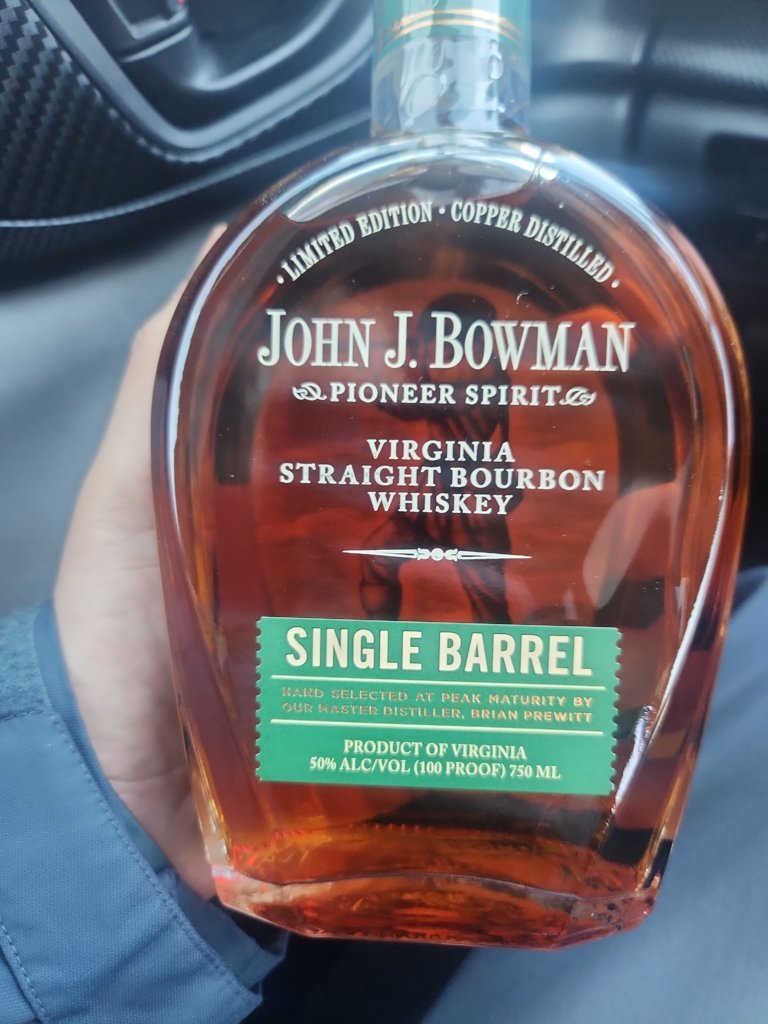 · LIMITED EDITION · COPPER DISTILLED ·
JOHN J. BOWMAN
PIONEER SPIRIT
VIRGINIA
STRAIGHT BOURBON
WHISKEY
SINGLE BARREL
HAND SELECTED AT PEAK MATURITY BY
OUR MASTER DISTILLER, BRIAN PREWITT
PRODUCT OF VIRGINIA
50% ALC/VOL (100 PROOF) 750 ML